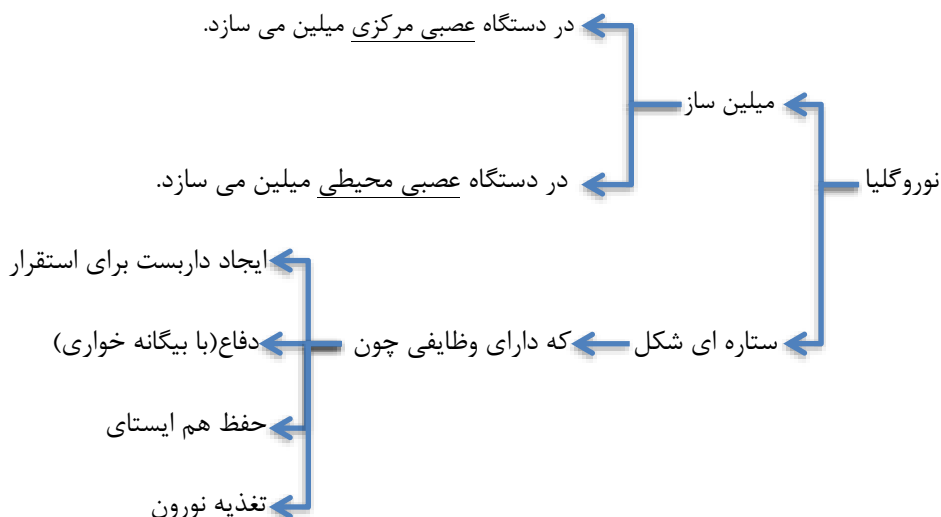 در دستگاه عصبی مرکزی میلین می سازد.
میلین ساز
در دستگاه عصبی محیطی میلین می سازد.
نوروگلیا
ایجاد داربست برای استقرار
ستاره ای شکل
که دارای وظایفی چون
دفاع(با بیگانه خواری)
حفظ هم ایستای
تغذیه نورون